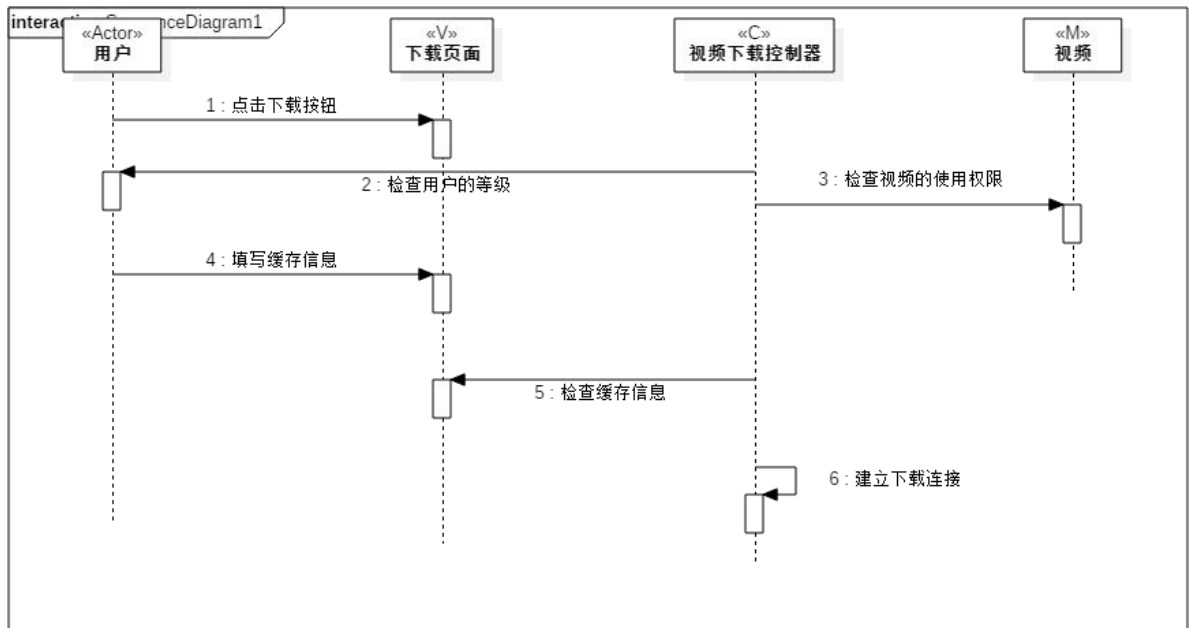 «Actor»
用户
«V»
下载页面
«C»
视频下载控制器
«M»
视频
1 : 点击下载按钮
2 : 检查用户的等级
3 : 检查视频的使用权限
4 : 填写缓存信息
5 : 检查缓存信息
6 : 建立下载连接